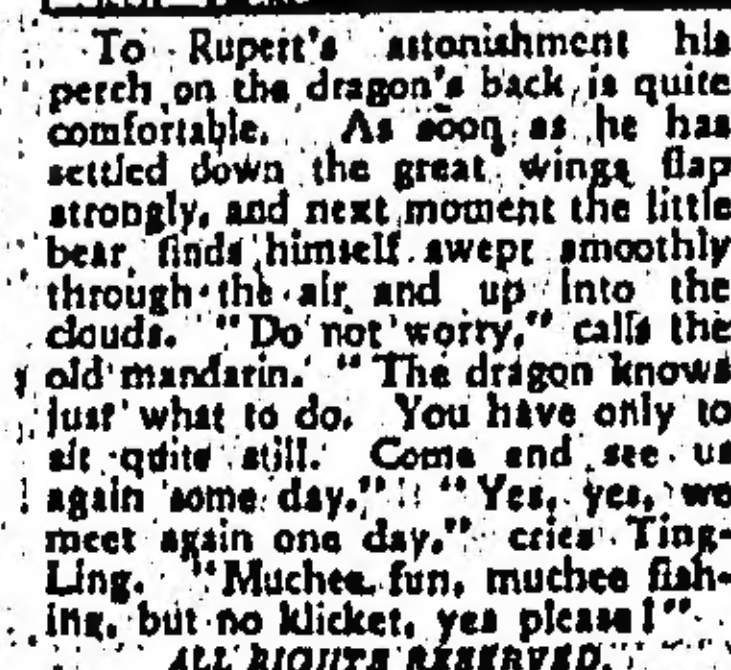 To Rupert's astonishment his
perch on the dragon's back is quite
comfortable. As soon as he has
settled down the great wings flap
strongly, and next moment the little
bear finds himself swept smoothly
through the air and up into the
clouds. "Do not worry," calls the
old mandarin. "The dragon knows
just what to do. You have only to
sit quite still. Come and see us
again some day." "Yes, yes, we
meet again one day," cries Ting-
Ling. "Muchee fun, muchee fish-
ing, but no klicket, yes please!"
ALL RIGHTS RESERVED.